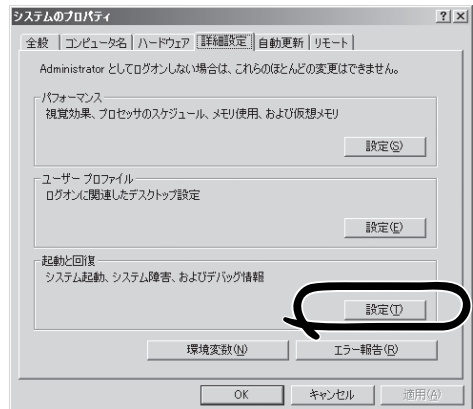 システムのプロパティ
全般 コンピュータ名 ハードウェア 詳細設定 自動更新 リモート
Administrator としてログオンしない場合は、これらのほとんどの変更はできません。
パフォーマンス
視覚効果、プロセッサのスケジュール、メモリ使用、および仮想メモリ
設定(S)
ユーザー プロファイル
ログオンに関連したデスクトップ設定
設定(E)
起動と回復
システム起動、システム障害、およびデバッグ情報
設定(T)
環境変数(N) エラー報告(R)
OK キャンセル 適用(A)